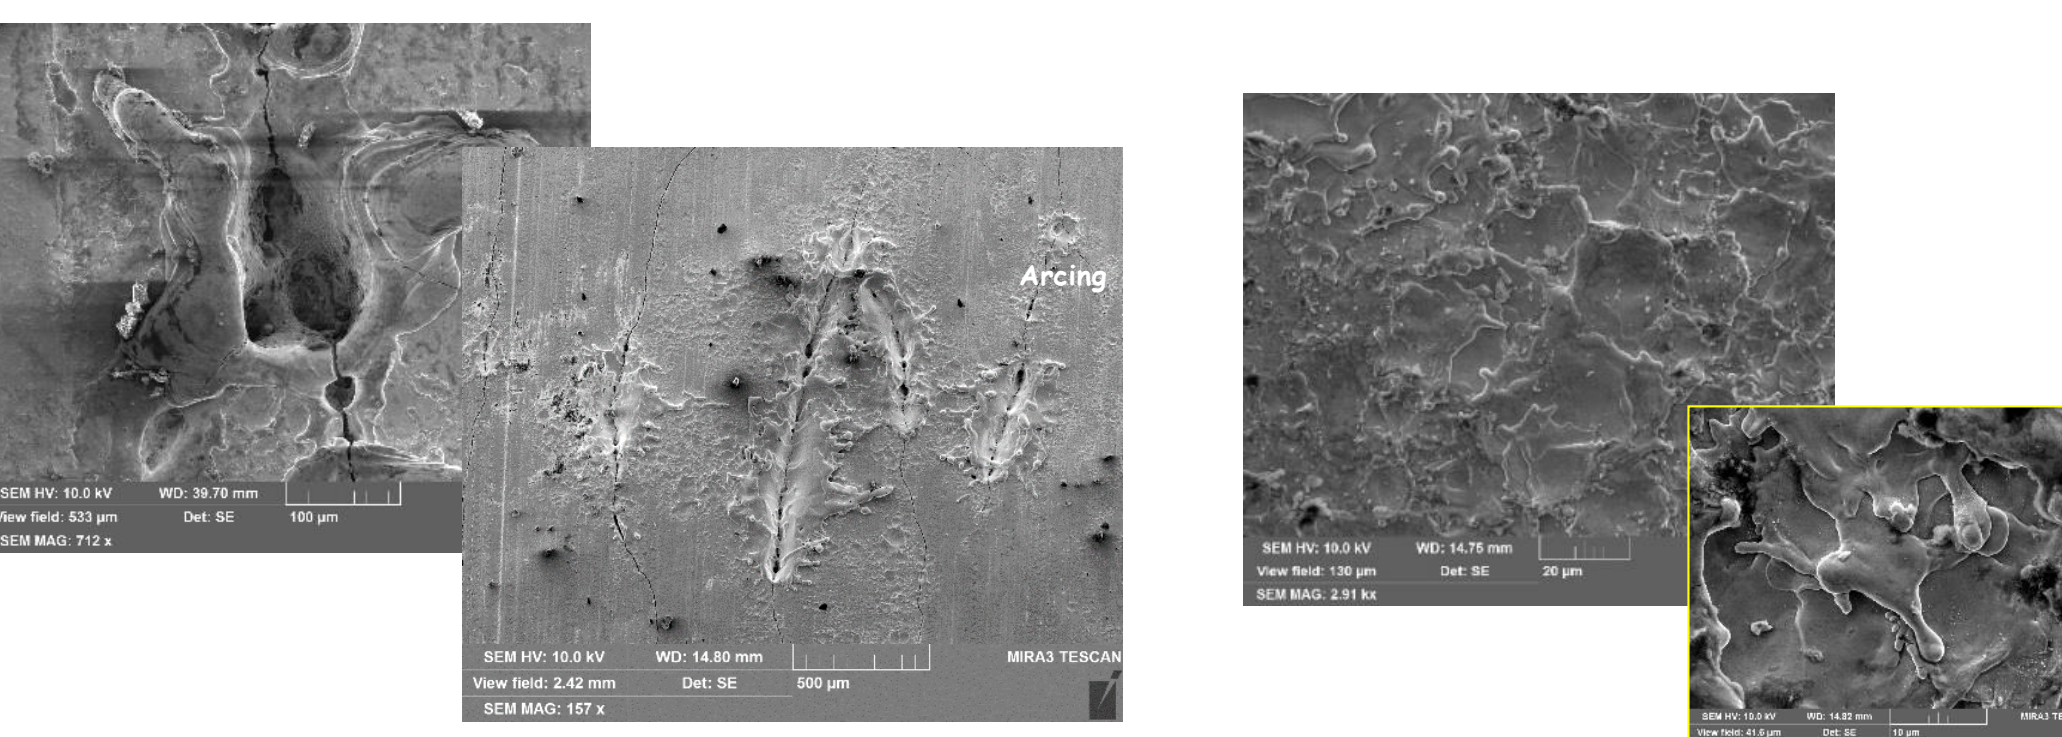 SEM HV: 10.0 kV WD: 39.70 mm
View field: 533 µm Det: SE 100 µm
SEM MAG: 712 x
Arcing
SEM HV: 10.0 kV WD: 14.80 mm MIRA3 TESCAN
View field: 2.42 mm Det: SE 500 µm
SEM MAG: 157 x
SEM HV: 10.0 kV WD: 14.75 mm
View field: 130 µm Det: SE 20 µm
SEM MAG: 2.91 kx
SEM HV: 10.0 kV WD: 14.82 mm MIRA3 TE
View field: 41.6 µm Det: SE 10 µm